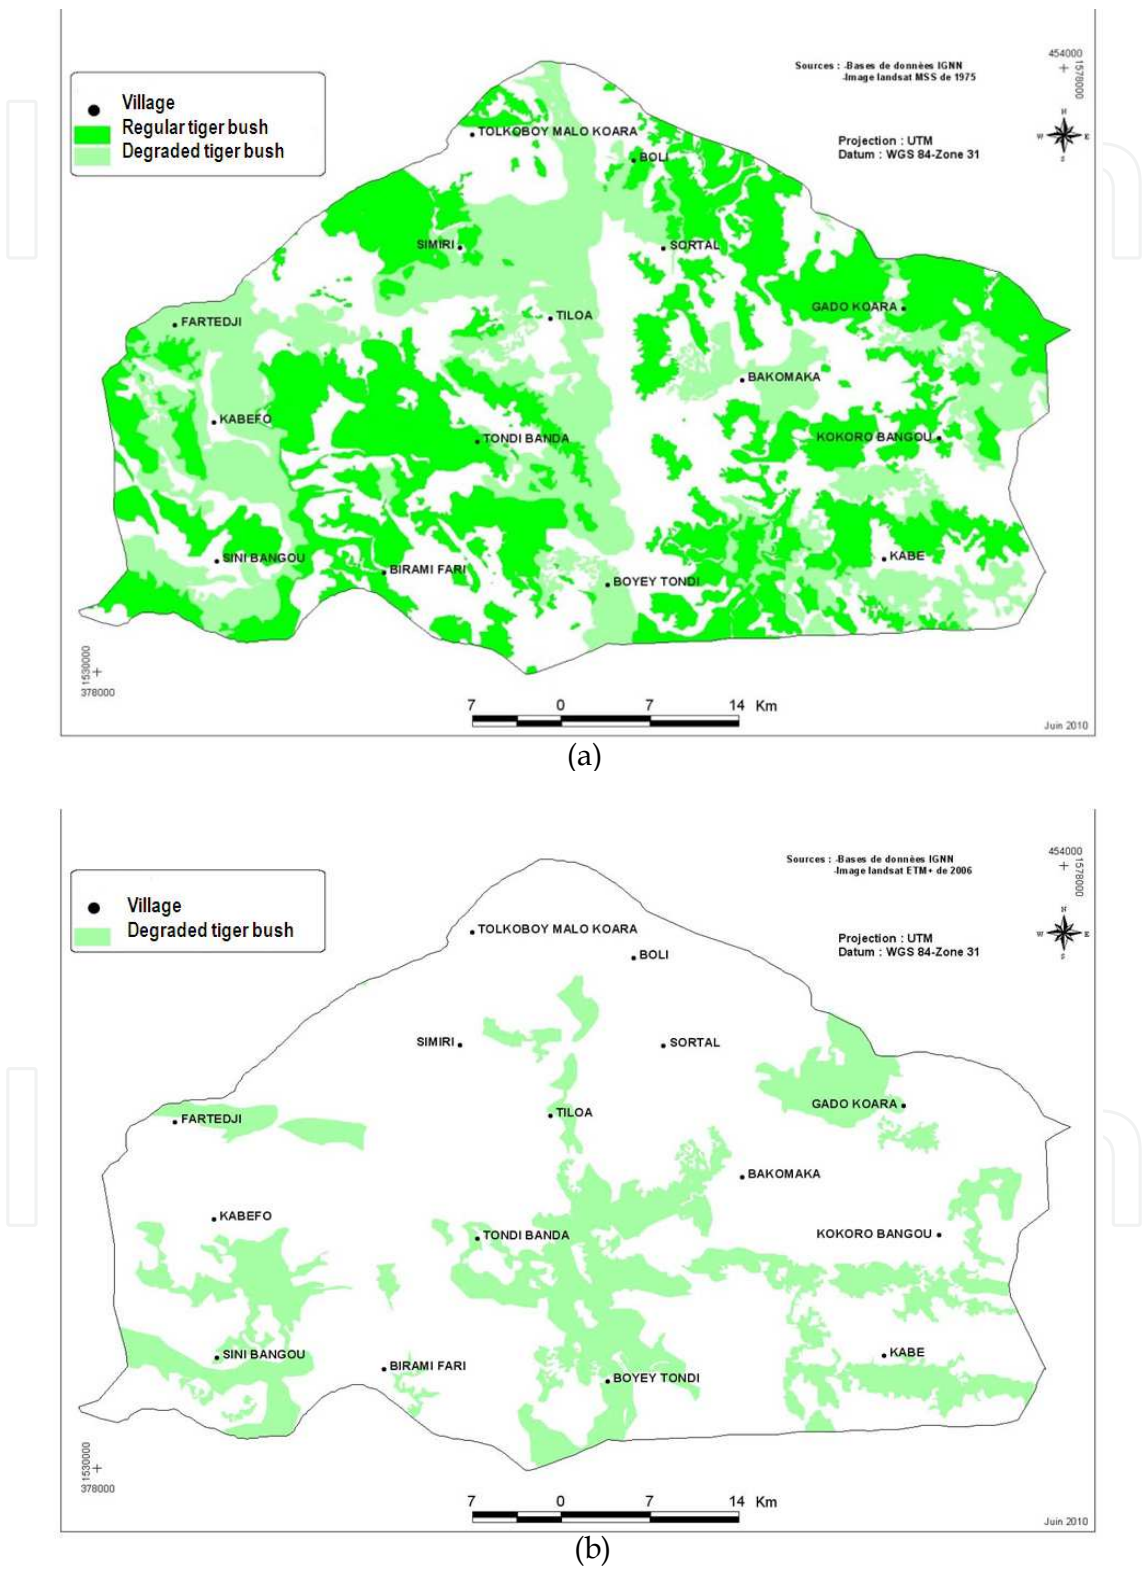 Sources : -Bases de données IGNN
-Image landsat MSS de 1975
454000
1578000
Village
Regular tiger bush
Degraded tiger bush
N
W
E
S
Projection : UTM
Datum : WGS 84-Zone 31
TOLKOBOY MALO KOARA
BOLI
SIMIRI
SORTAL
GADO KOARA
TILOA
FARTEDJI
BAKOMAKA
KABEFO
TONDI BANDA
KOKORO BANGOU
SINI BANGOU
KABE
BIRAMI FARI
BOYEY TONDI
1530000
378000
7 0 7 14 Km
Juin 2010
(a)
Sources : -Bases de données IGNN
-Image landsat ETM+ de 2006
454000
1578000
Village
Degraded tiger bush
N
W
E
S
Projection : UTM
Datum : WGS 84-Zone 31
TOLKOBOY MALO KOARA
BOLI
SIMIRI
SORTAL
GADO KOARA
TILOA
FARTEDJI
BAKOMAKA
KABEFO
TONDI BANDA
KOKORO BANGOU
SINI BANGOU
KABE
BIRAMI FARI
BOYEY TONDI
1530000
378000
7 0 7 14 Km
Juin 2010
(b)